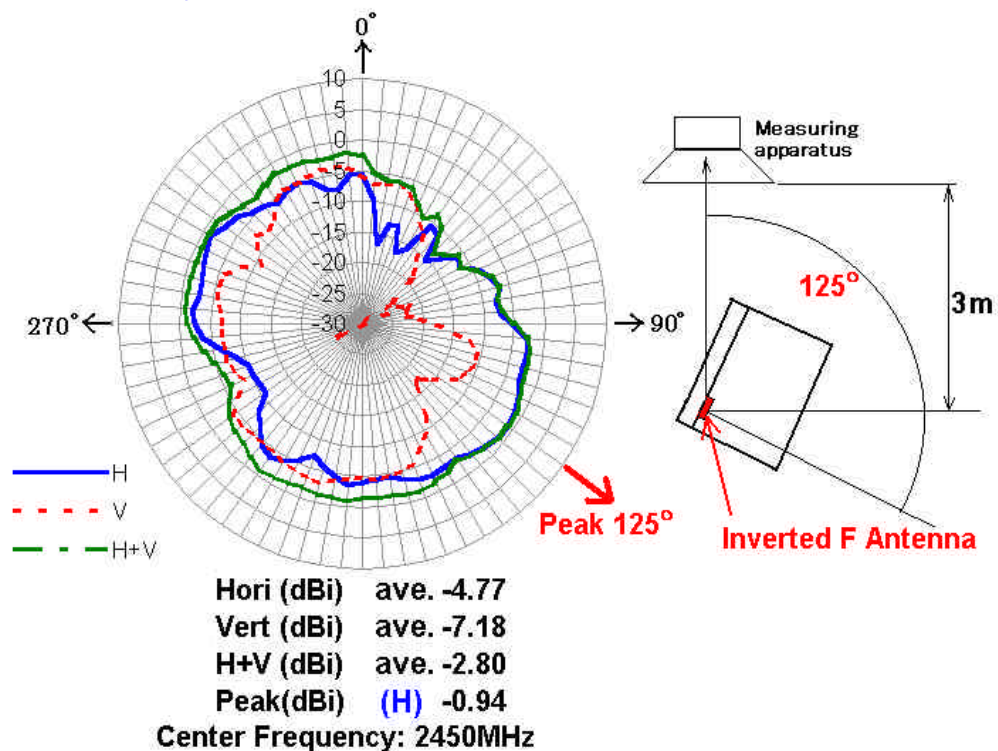 0°
10
5
0
-5
-10
-15
-20
-25
-30
270°
90°
H
V
H+V
Peak 125°
Measuring
apparatus
125°
3m
Inverted F Antenna
Hori (dBi) ave. -4.77
Vert (dBi) ave. -7.18
H+V (dBi) ave. -2.80
Peak(dBi) (H) -0.94
Center Frequency: 2450MHz